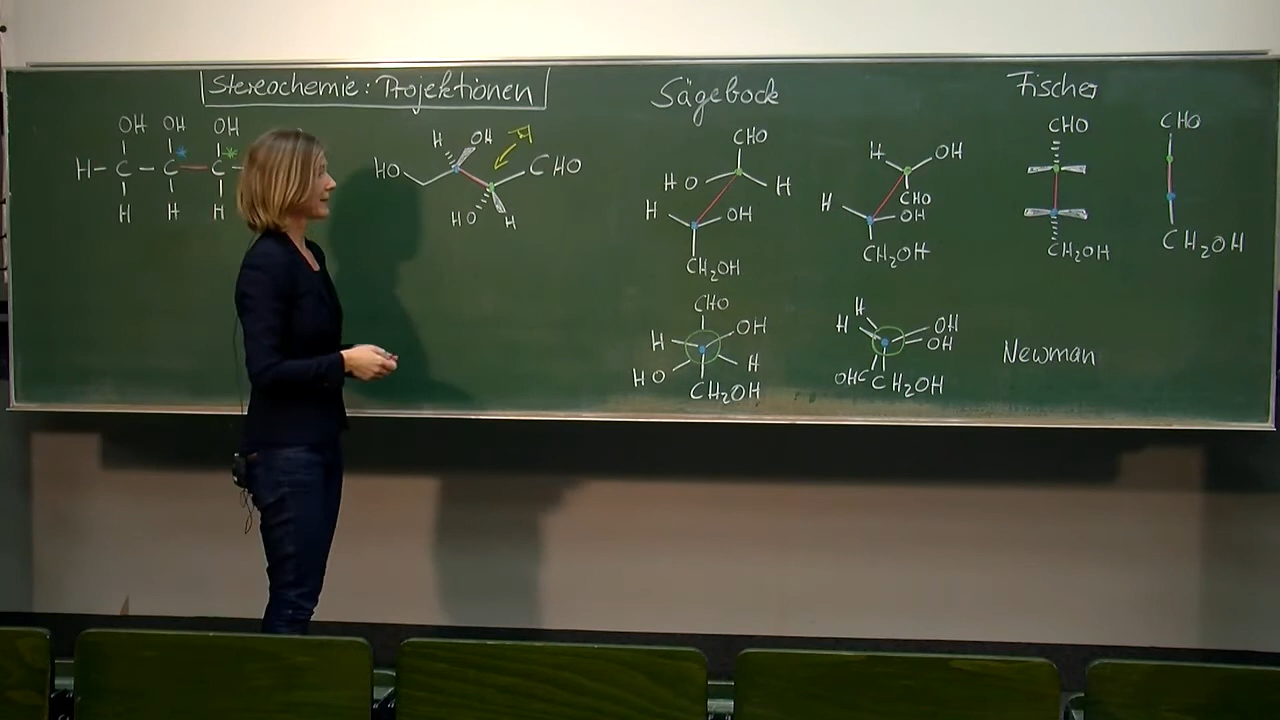 Stereochemie: Projektionen
OH OH OH
H C C C
H H H
H OH
HO CHO
HO H
Sägebock
CHO
HO H
H OH
CH₂OH
H OH
CHO
H OH
CH₂OH
CHO
H OH
HO H
CH₂OH
H
H OH
OH
OHC CH₂OH
Newman
Fischer
CHO
CH₂OH
CHO
CH₂OH